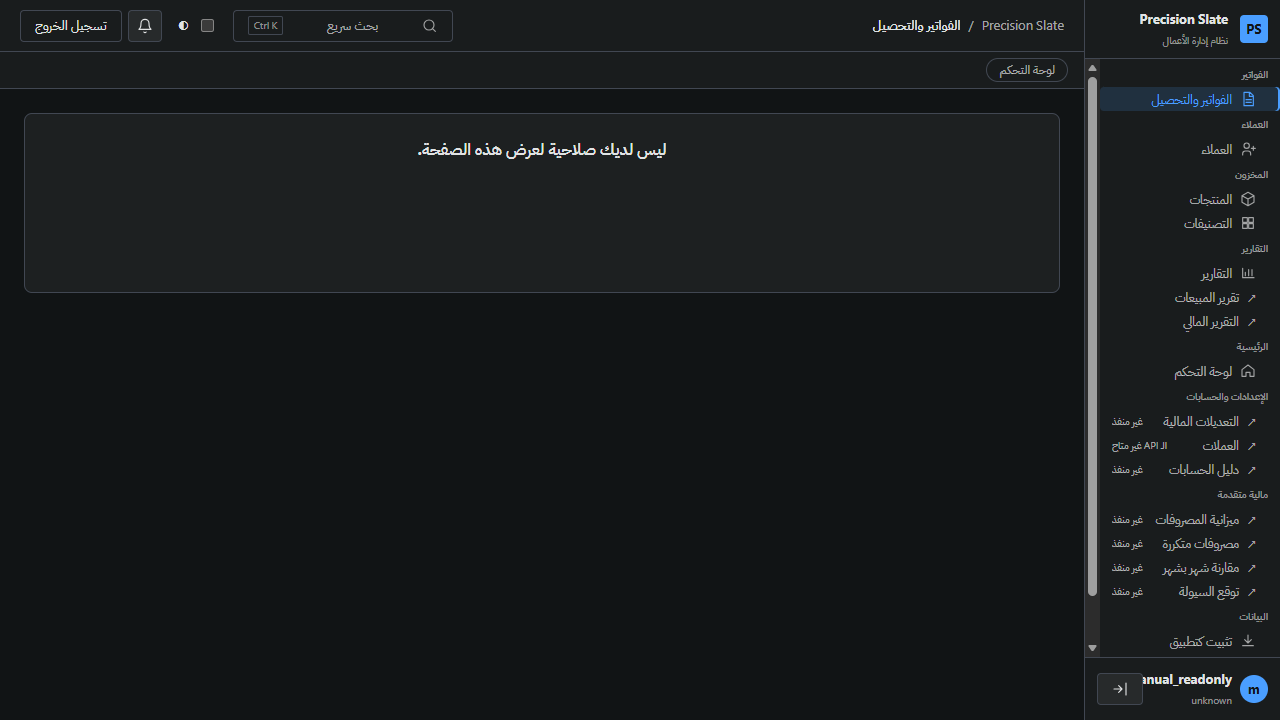 PS
Precision Slate
نظام إدارة الأعمال
Precision Slate / الفواتير والتحصيل
بحث سريع
Ctrl K
تسجيل الخروج
لوحة التحكم
ليس لديك صلاحية لعرض هذه الصفحة.
الفواتير
الفواتير والتحصيل
العملاء
العملاء
المخزون
المنتجات
التصنيفات
التقارير
التقارير
تقرير المبيعات
التقرير المالي
الرئيسية
لوحة التحكم
الإعدادات والحسابات
التعديلات المالية غير منفذ
العملات الـ API غير متاح
دليل الحسابات غير منفذ
مالية متقدمة
ميزانية المصروفات غير منفذ
مصروفات متكررة غير منفذ
مقارنة شهر بشهر غير منفذ
توقع السيولة غير منفذ
البيانات
تثبيت كتطبيق
m
anual_readonly
unknown